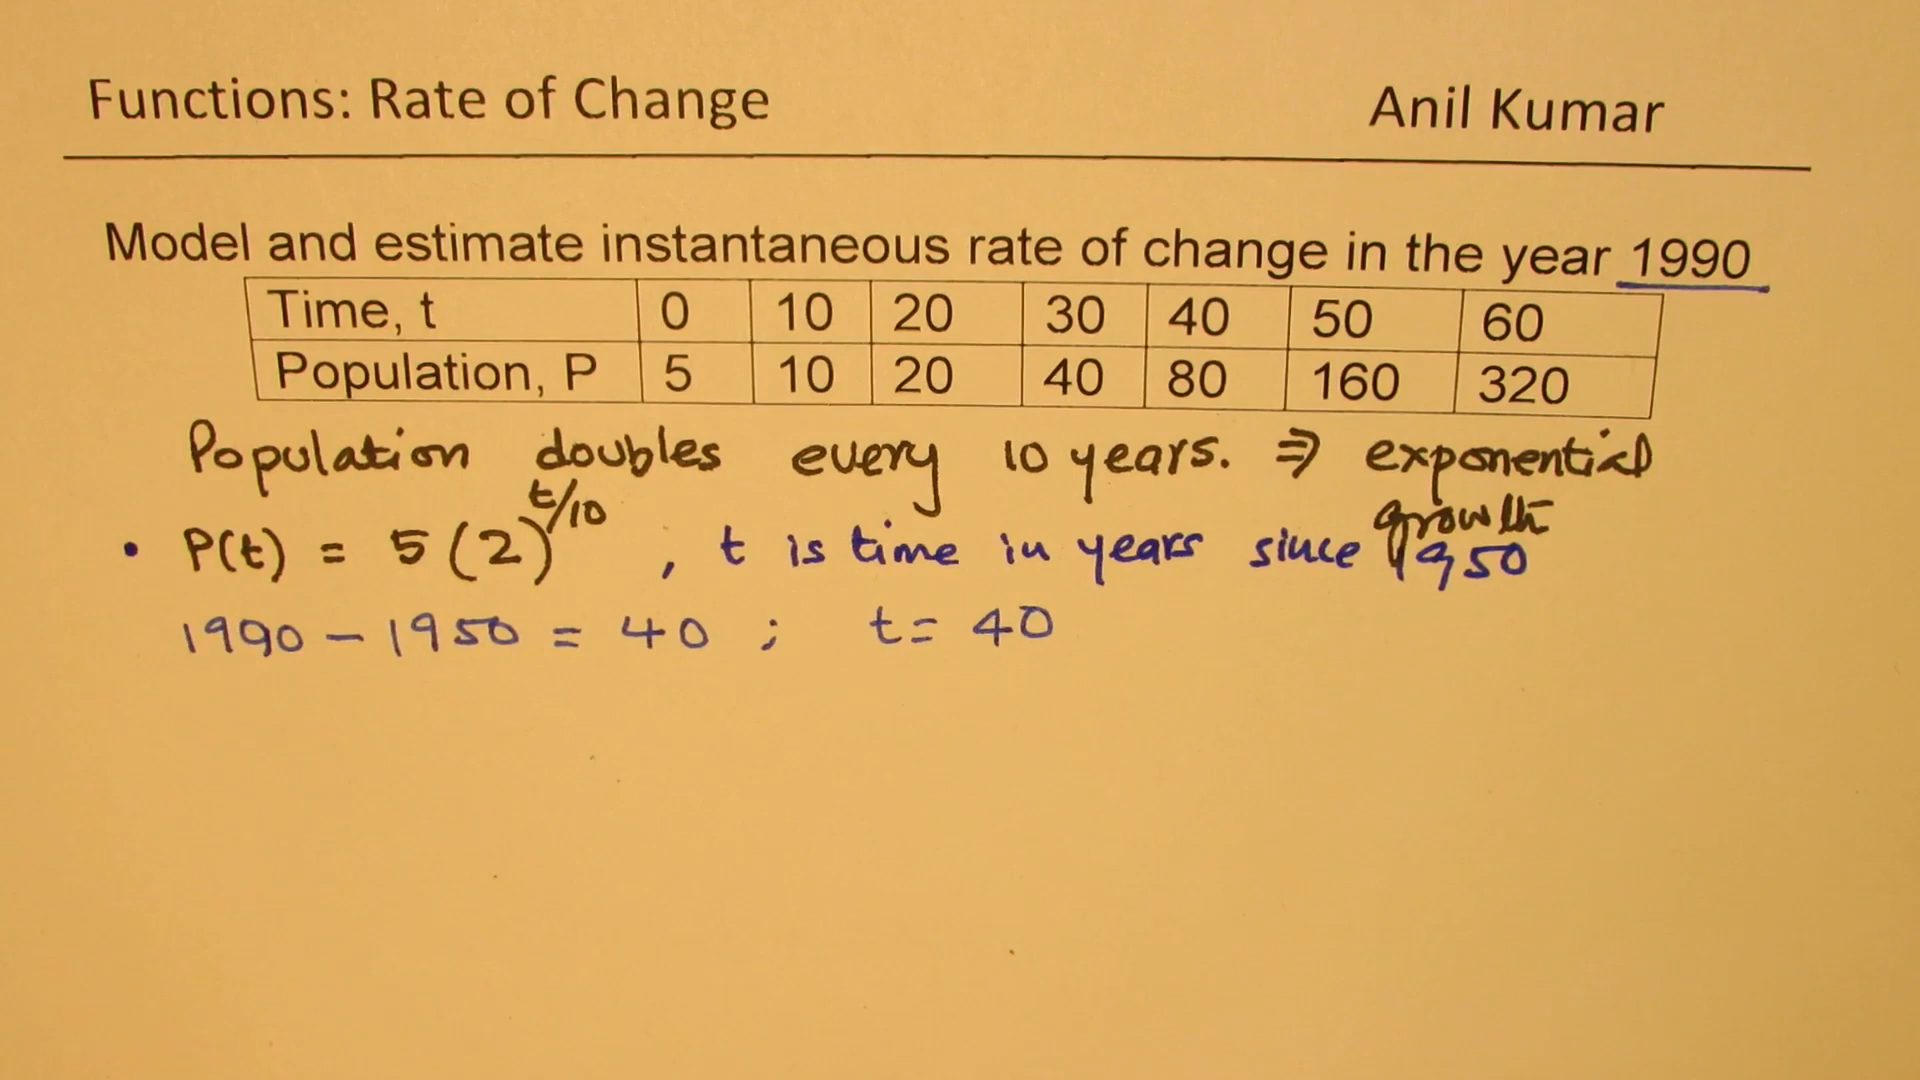 Functions: Rate of Change Anil Kumar
Model and estimate instantaneous rate of change in the year 1990
Time, t 0 10 20 30 40 50 60
Population, P 5 10 20 40 80 160 320
Population doubles every 10 years. ⇒ exponential growth
• P(t) = 5(2)^t/10 , t is time in years since 1950
1990 - 1950 = 40 ; t = 40